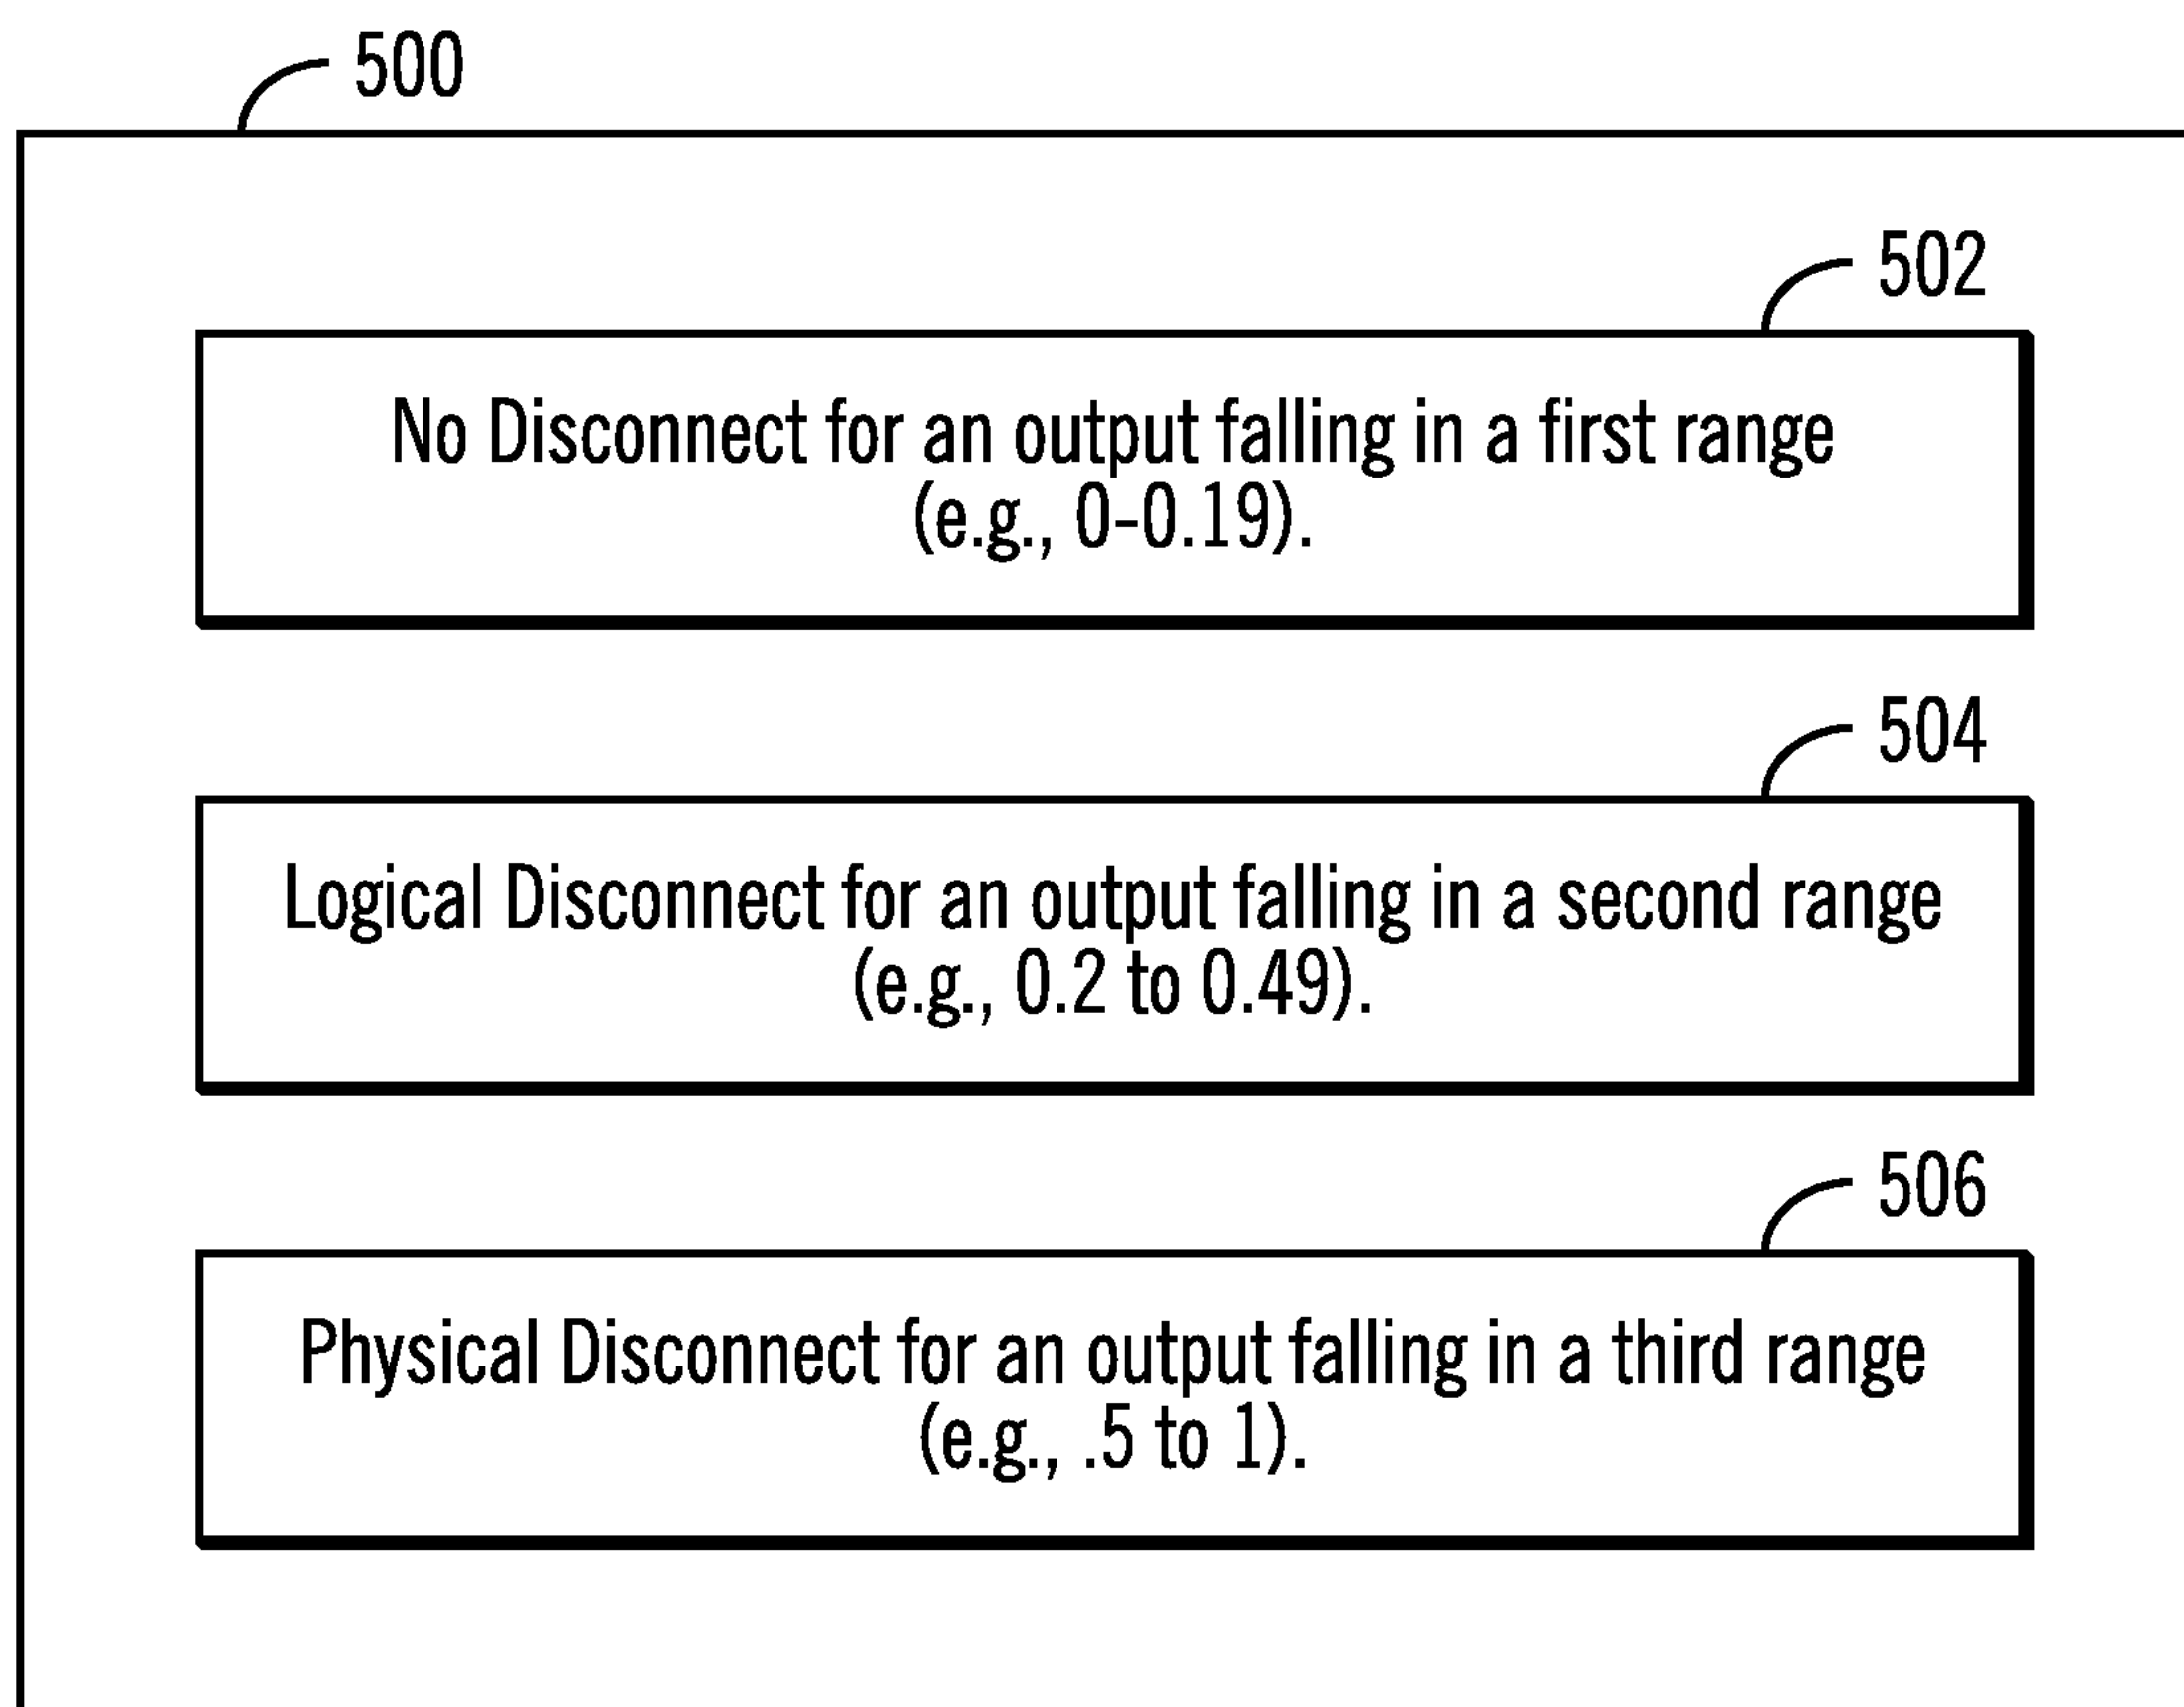 500
502
No Disconnect for an output falling in a first range
(e.g., 0-0.19).
504
Logical Disconnect for an output falling in a second range
(e.g., 0.2 to 0.49).
506
Physical Disconnect for an output falling in a third range
(e.g., .5 to 1).